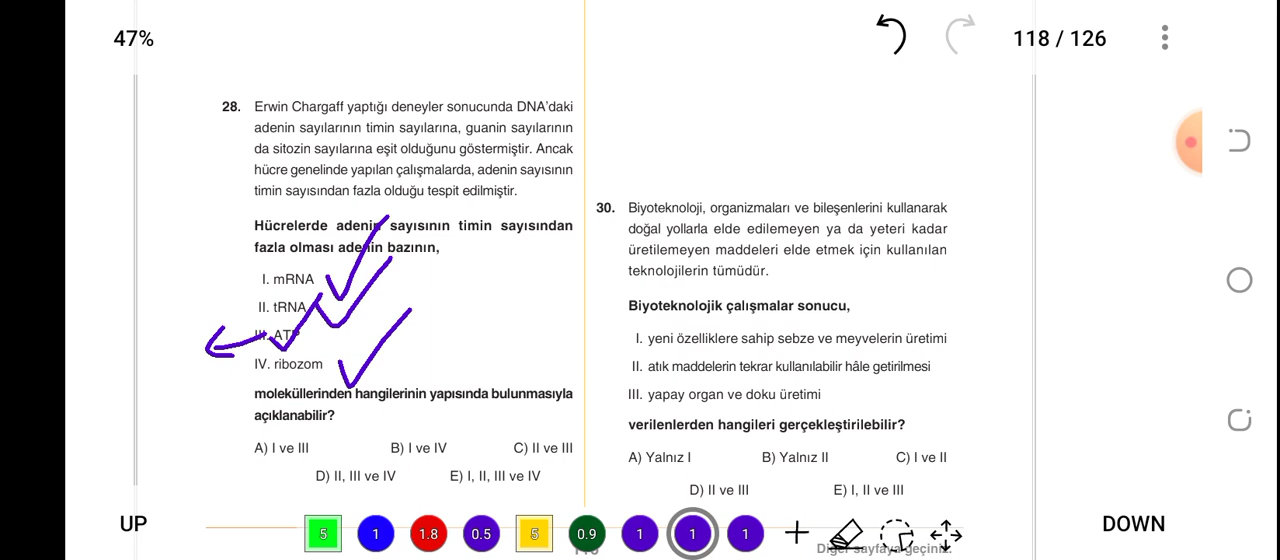 47%
118 / 126
28. Erwin Chargaff yaptığı deneyler sonucunda DNA'daki
adenin sayılarının timin sayılarına, guanin sayılarının
da sitozin sayılarına eşit olduğunu göstermiştir. Ancak
hücre genelinde yapılan çalışmalarda, adenin sayısının
timin sayısından fazla olduğu tespit edilmiştir.
Hücrelerde adenin sayısının timin sayısından
fazla olması adenin bazının,
I. mRNA
II. tRNA
III. ATP
IV. ribozom
moleküllerinden hangilerinin yapısında bulunmasıyla
açıklanabilir?
A) I ve III B) I ve IV C) II ve III
D) II, III ve IV E) I, II, III ve IV
30. Biyoteknoloji, organizmaları ve bileşenlerini kullanarak
doğal yollarla elde edilemeyen ya da yeteri kadar
üretilemeyen maddeleri elde etmek için kullanılan
teknolojilerin tümüdür.
Biyoteknolojik çalışmalar sonucu,
I. yeni özelliklere sahip sebze ve meyvelerin üretimi
II. atık maddelerin tekrar kullanılabilir hâle getirilmesi
III. yapay organ ve doku üretimi
verilenlerden hangileri gerçekleştirilebilir?
A) Yalnız I B) Yalnız II C) I ve II
D) II ve III E) I, II ve III
UP
5 1 1.8 0.5 5 0.9 1 1 1
DOWN
Diğer sayfaya geçiniz.